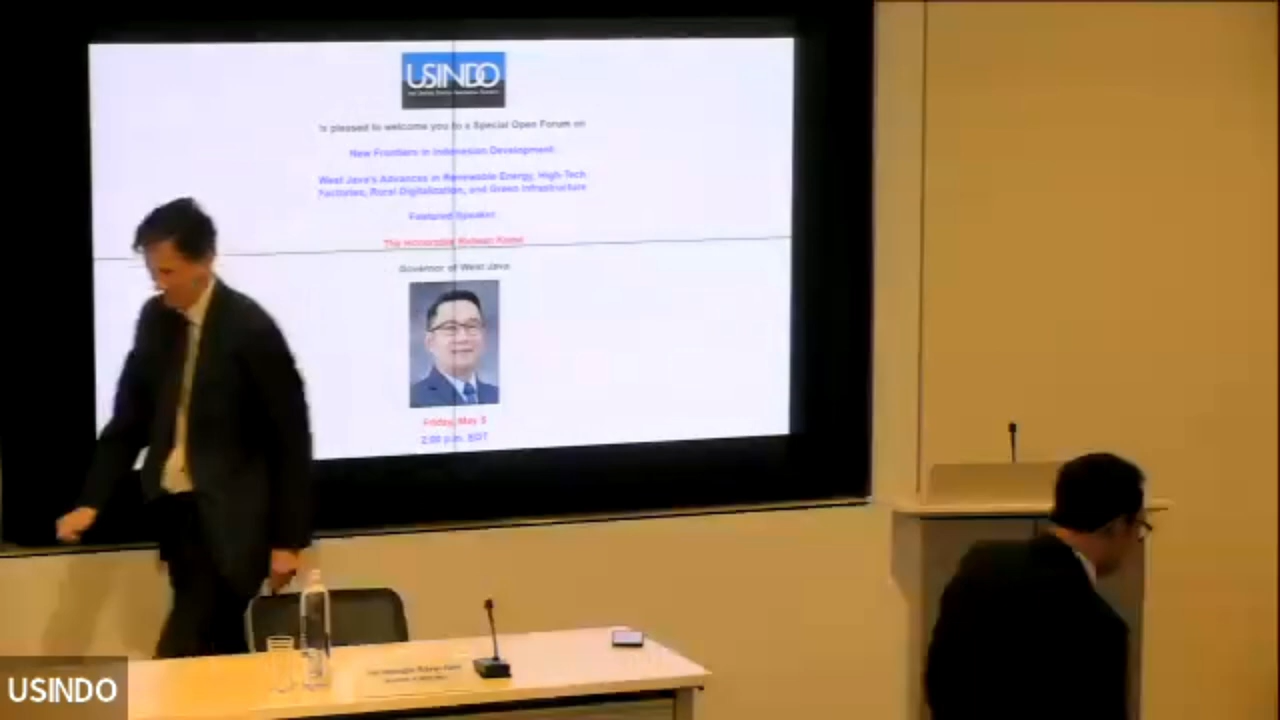 USINDO
is pleased to welcome you to a Special Open Forum on
New Frontiers in Indonesian Development:
West Java's Advances in Renewable Energy, High-Tech
Factories, Rural Digitalization, and Green Infrastructure
Featured Speaker
The Honorable Ridwan Kamil
Governor of West Java
Friday, May 5
2:00 p.m. EDT
USINDO